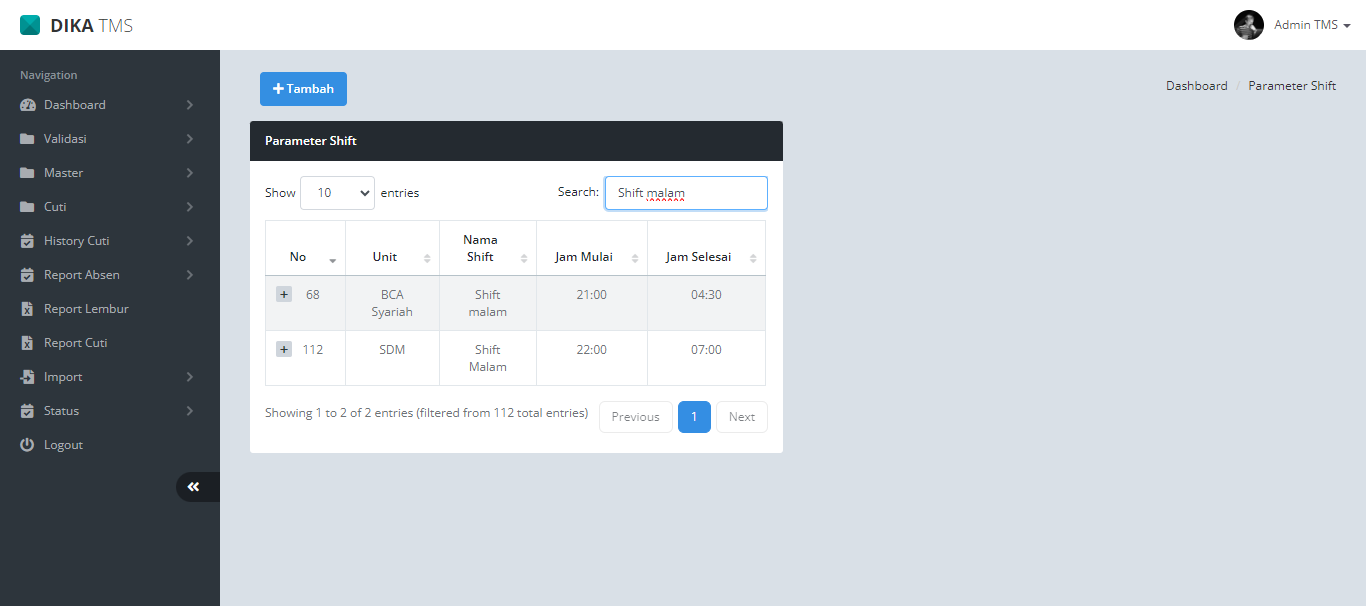 DIKA TMS
Admin TMS
Navigation
Dashboard
Validasi
Master
Cuti
History Cuti
Report Absen
Report Lembur
Report Cuti
Import
Status
Logout
Tambah
Dashboard / Parameter Shift
Parameter Shift
Show 10 entries
Search: Shift malam
No Unit Nama Shift Jam Mulai Jam Selesai
68 BCA Syariah Shift malam 21:00 04:30
112 SDM Shift Malam 22:00 07:00
Showing 1 to 2 of 2 entries (filtered from 112 total entries)
Previous 1 Next